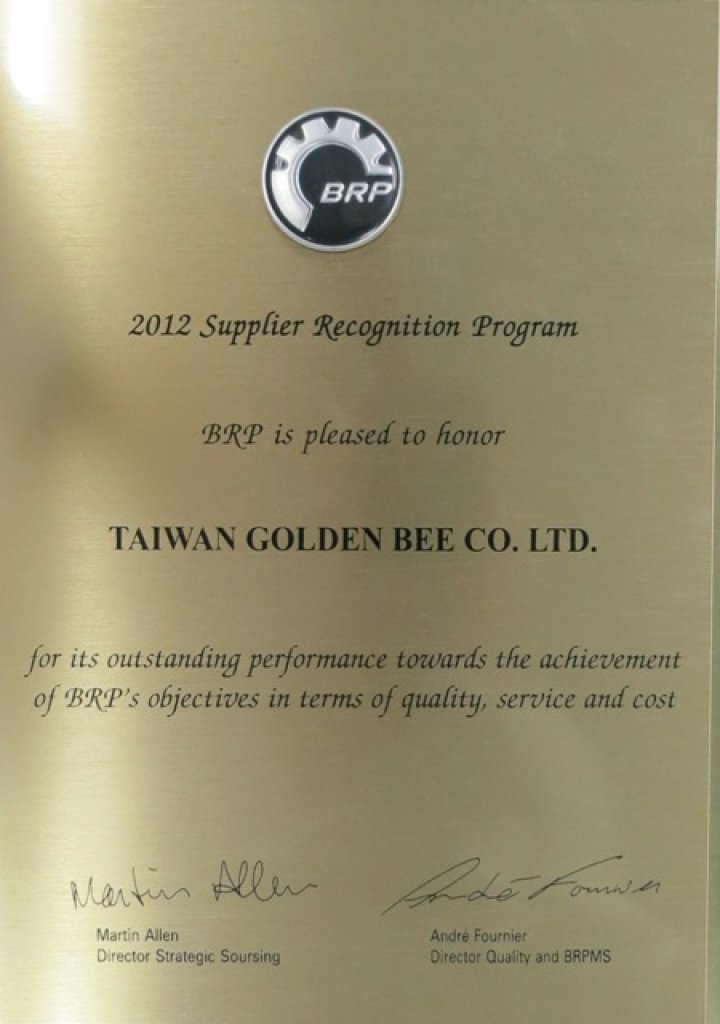 BRP
2012 Supplier Recognition Program
BRP is pleased to honor
TAIWAN GOLDEN BEE CO. LTD.
for its outstanding performance towards the achievement
of BRP's objectives in terms of quality, service and cost
Martin Allen André Fournier
Martin Allen André Fournier
Director Strategic Soursing Director Quality and BRPMS